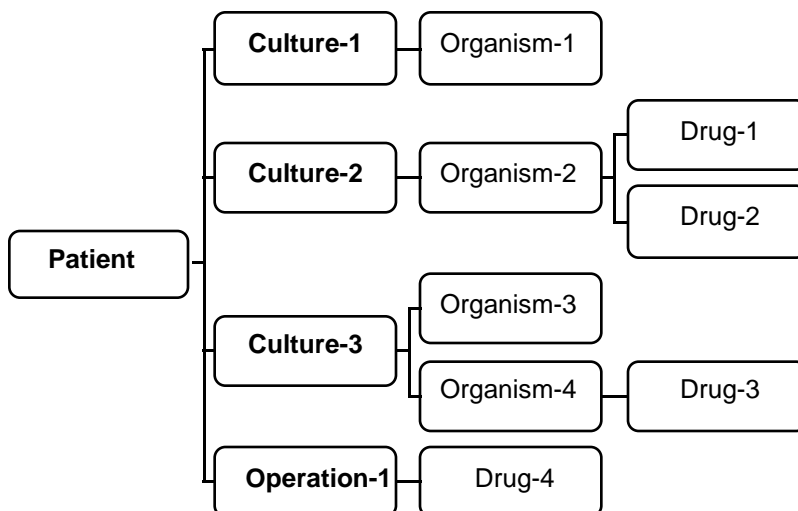 Culture-1
Organism-1
Drug-1
Culture-2
Organism-2
Drug-2
Patient
Organism-3
Culture-3
Organism-4
Drug-3
Operation-1
Drug-4